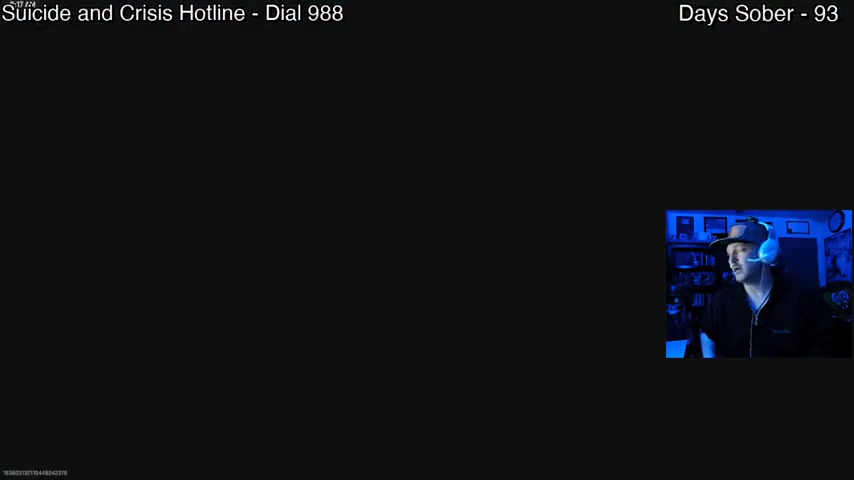 Suicide and Crisis Hotline - Dial 988
Days Sober - 93